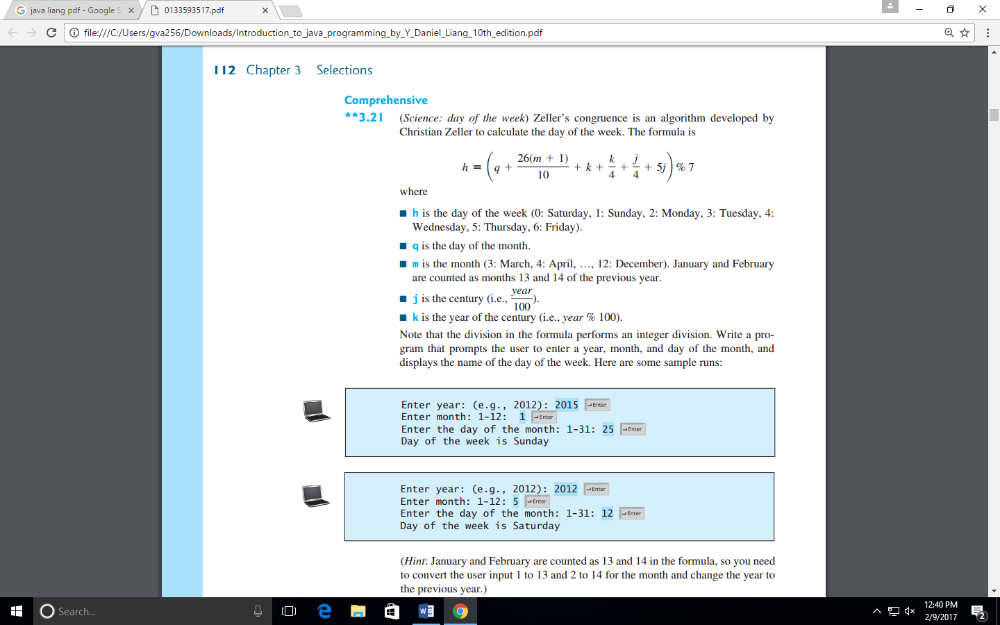 java liang pdf - Google S
0133593517.pdf
file:///C:/Users/gva256/Downloads/Introduction_to_java_programming_by_Y_Daniel_Liang_10th_edition.pdf
112 Chapter 3 Selections
Comprehensive
**3.21 (Science: day of the week) Zeller's congruence is an algorithm developed by
Christian Zeller to calculate the day of the week. The formula is
h = (q + 26(m + 1)/10 + k + k/4 + j/4 + 5j) % 7
where
■ h is the day of the week (0: Saturday, 1: Sunday, 2: Monday, 3: Tuesday, 4:
Wednesday, 5: Thursday, 6: Friday).
■ q is the day of the month.
■ m is the month (3: March, 4: April, ..., 12: December). January and February
are counted as months 13 and 14 of the previous year.
■ j is the century (i.e., year/100).
■ k is the year of the century (i.e., year % 100).
Note that the division in the formula performs an integer division. Write a pro-
gram that prompts the user to enter a year, month, and day of the month, and
displays the name of the day of the week. Here are some sample runs:
Enter year: (e.g., 2012): 2015 ↵Enter
Enter month: 1-12: 1 ↵Enter
Enter the day of the month: 1-31: 25 ↵Enter
Day of the week is Sunday
Enter year: (e.g., 2012): 2012 ↵Enter
Enter month: 1-12: 5 ↵Enter
Enter the day of the month: 1-31: 12 ↵Enter
Day of the week is Saturday
(Hint: January and February are counted as 13 and 14 in the formula, so you need
to convert the user input 1 to 13 and 2 to 14 for the month and change the year to
the previous year.)
Search...
12:40 PM
2/9/2017
2